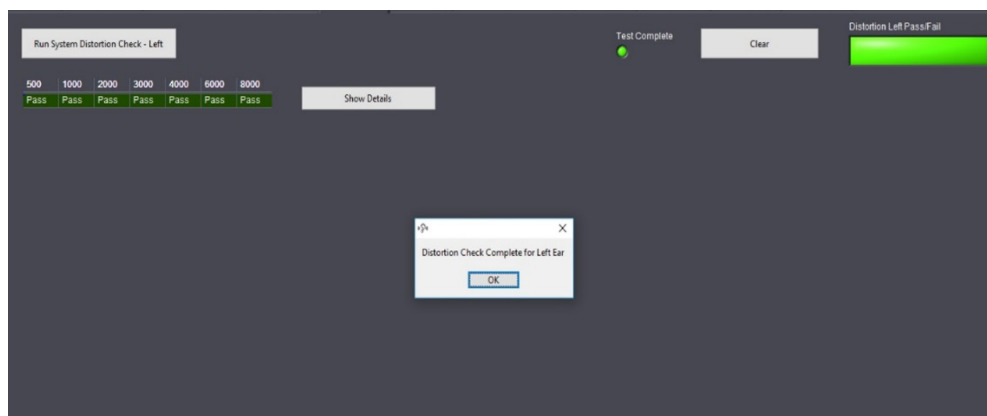 Run System Distortion Check - Left
Test Complete
Clear
Distortion Left Pass/Fail
500 1000 2000 3000 4000 6000 8000
Pass Pass Pass Pass Pass Pass Pass
Show Details
Distortion Check Complete for Left Ear
OK